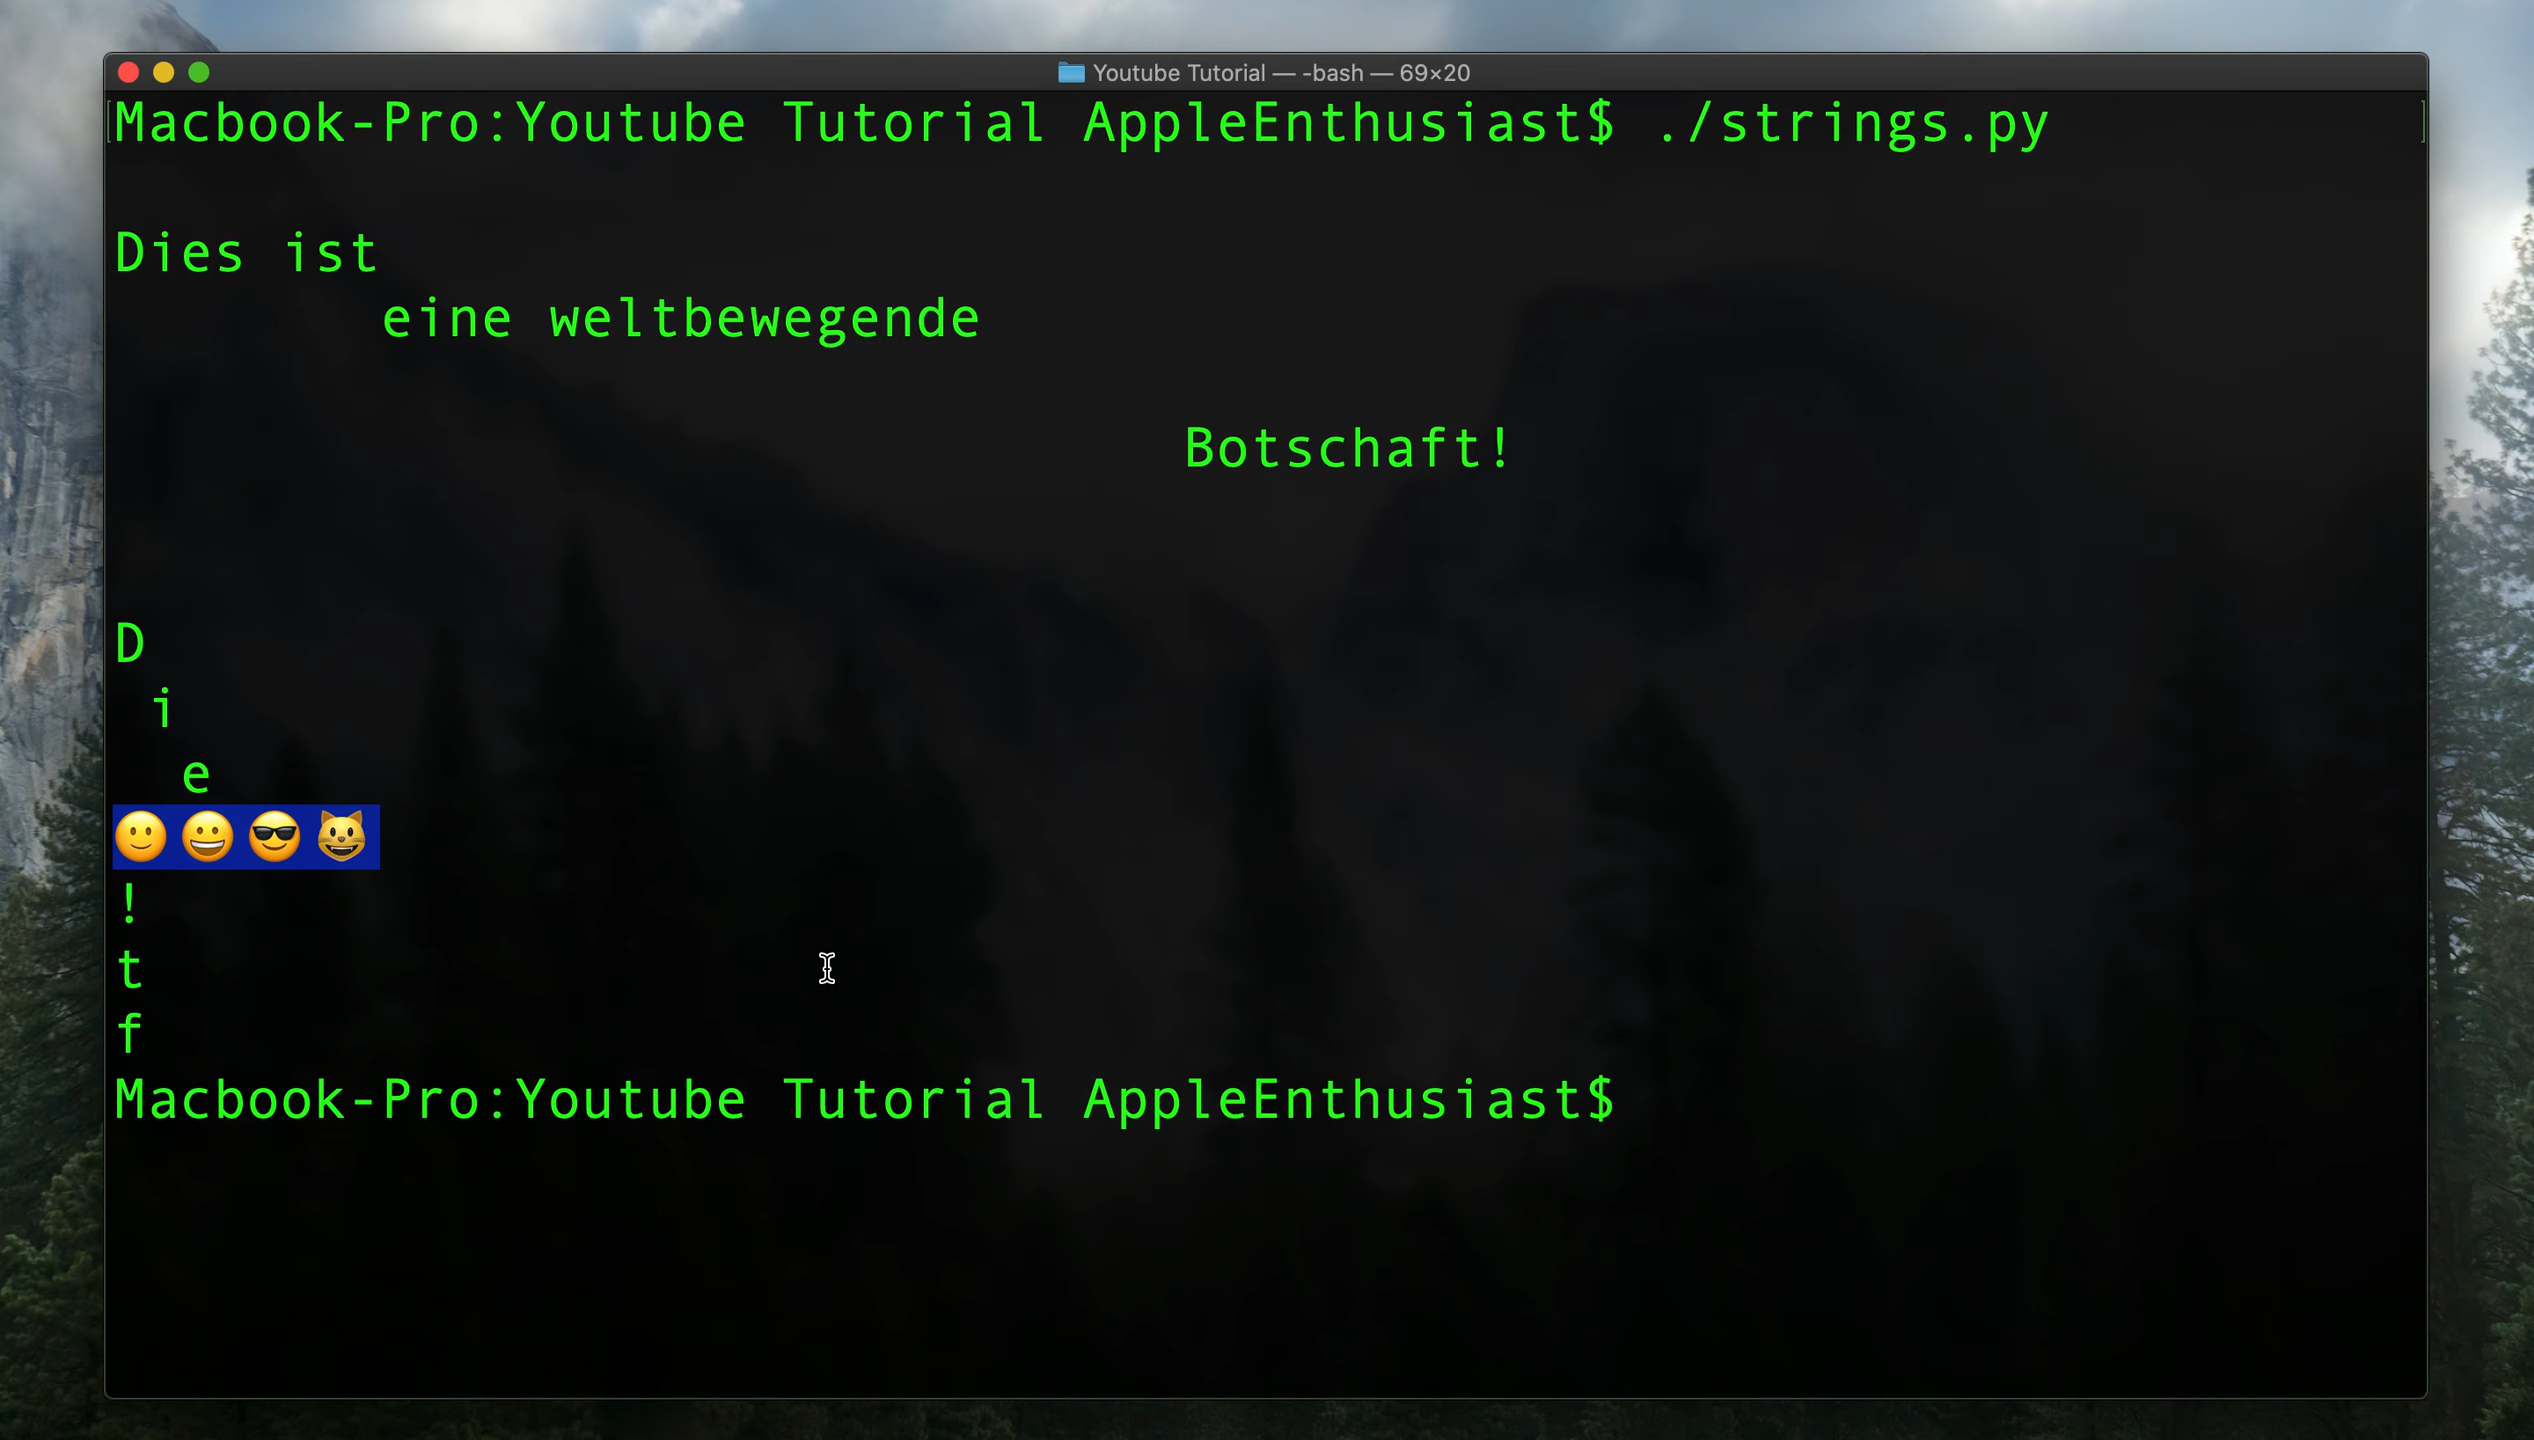 Youtube Tutorial — -bash — 69×20
Macbook-Pro:Youtube Tutorial AppleEnthusiast$ ./strings.py
Dies ist
eine weltbewegende
Botschaft!
D
i
e
🙂😀😎😺
!
t
f
Macbook-Pro:Youtube Tutorial AppleEnthusiast$